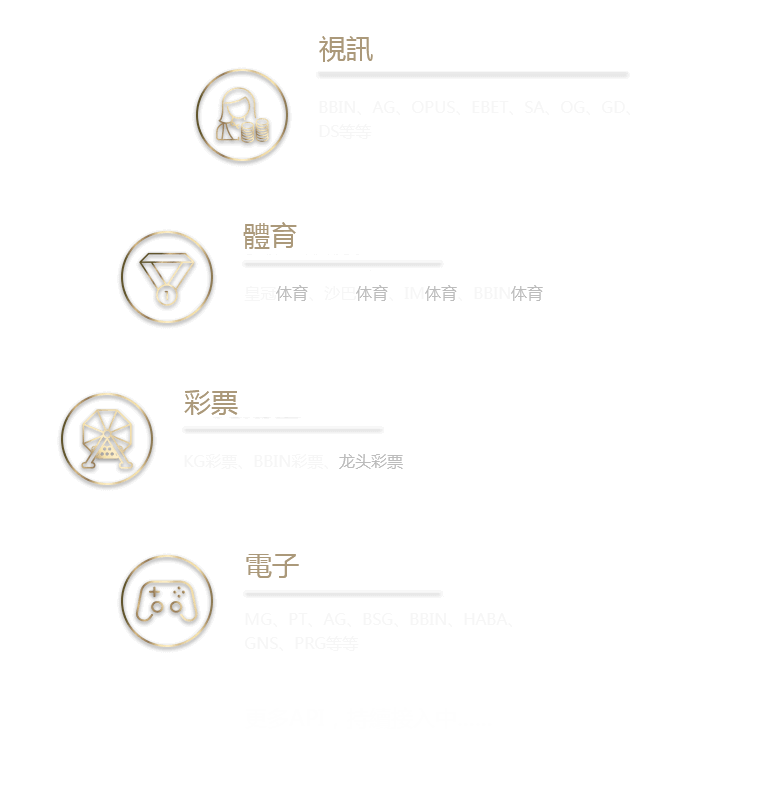 視訊
BBIN、AG、OPUS、EBET、SA、OG、GD、
DS等等
體育
皇冠体育、沙巴体育、IM体育、BBIN体育
彩票
KG彩票、BBIN彩票、龙头彩票
電子
MG、PT、AG、BSG、BBIN、HABA、
GNS、PRG等等